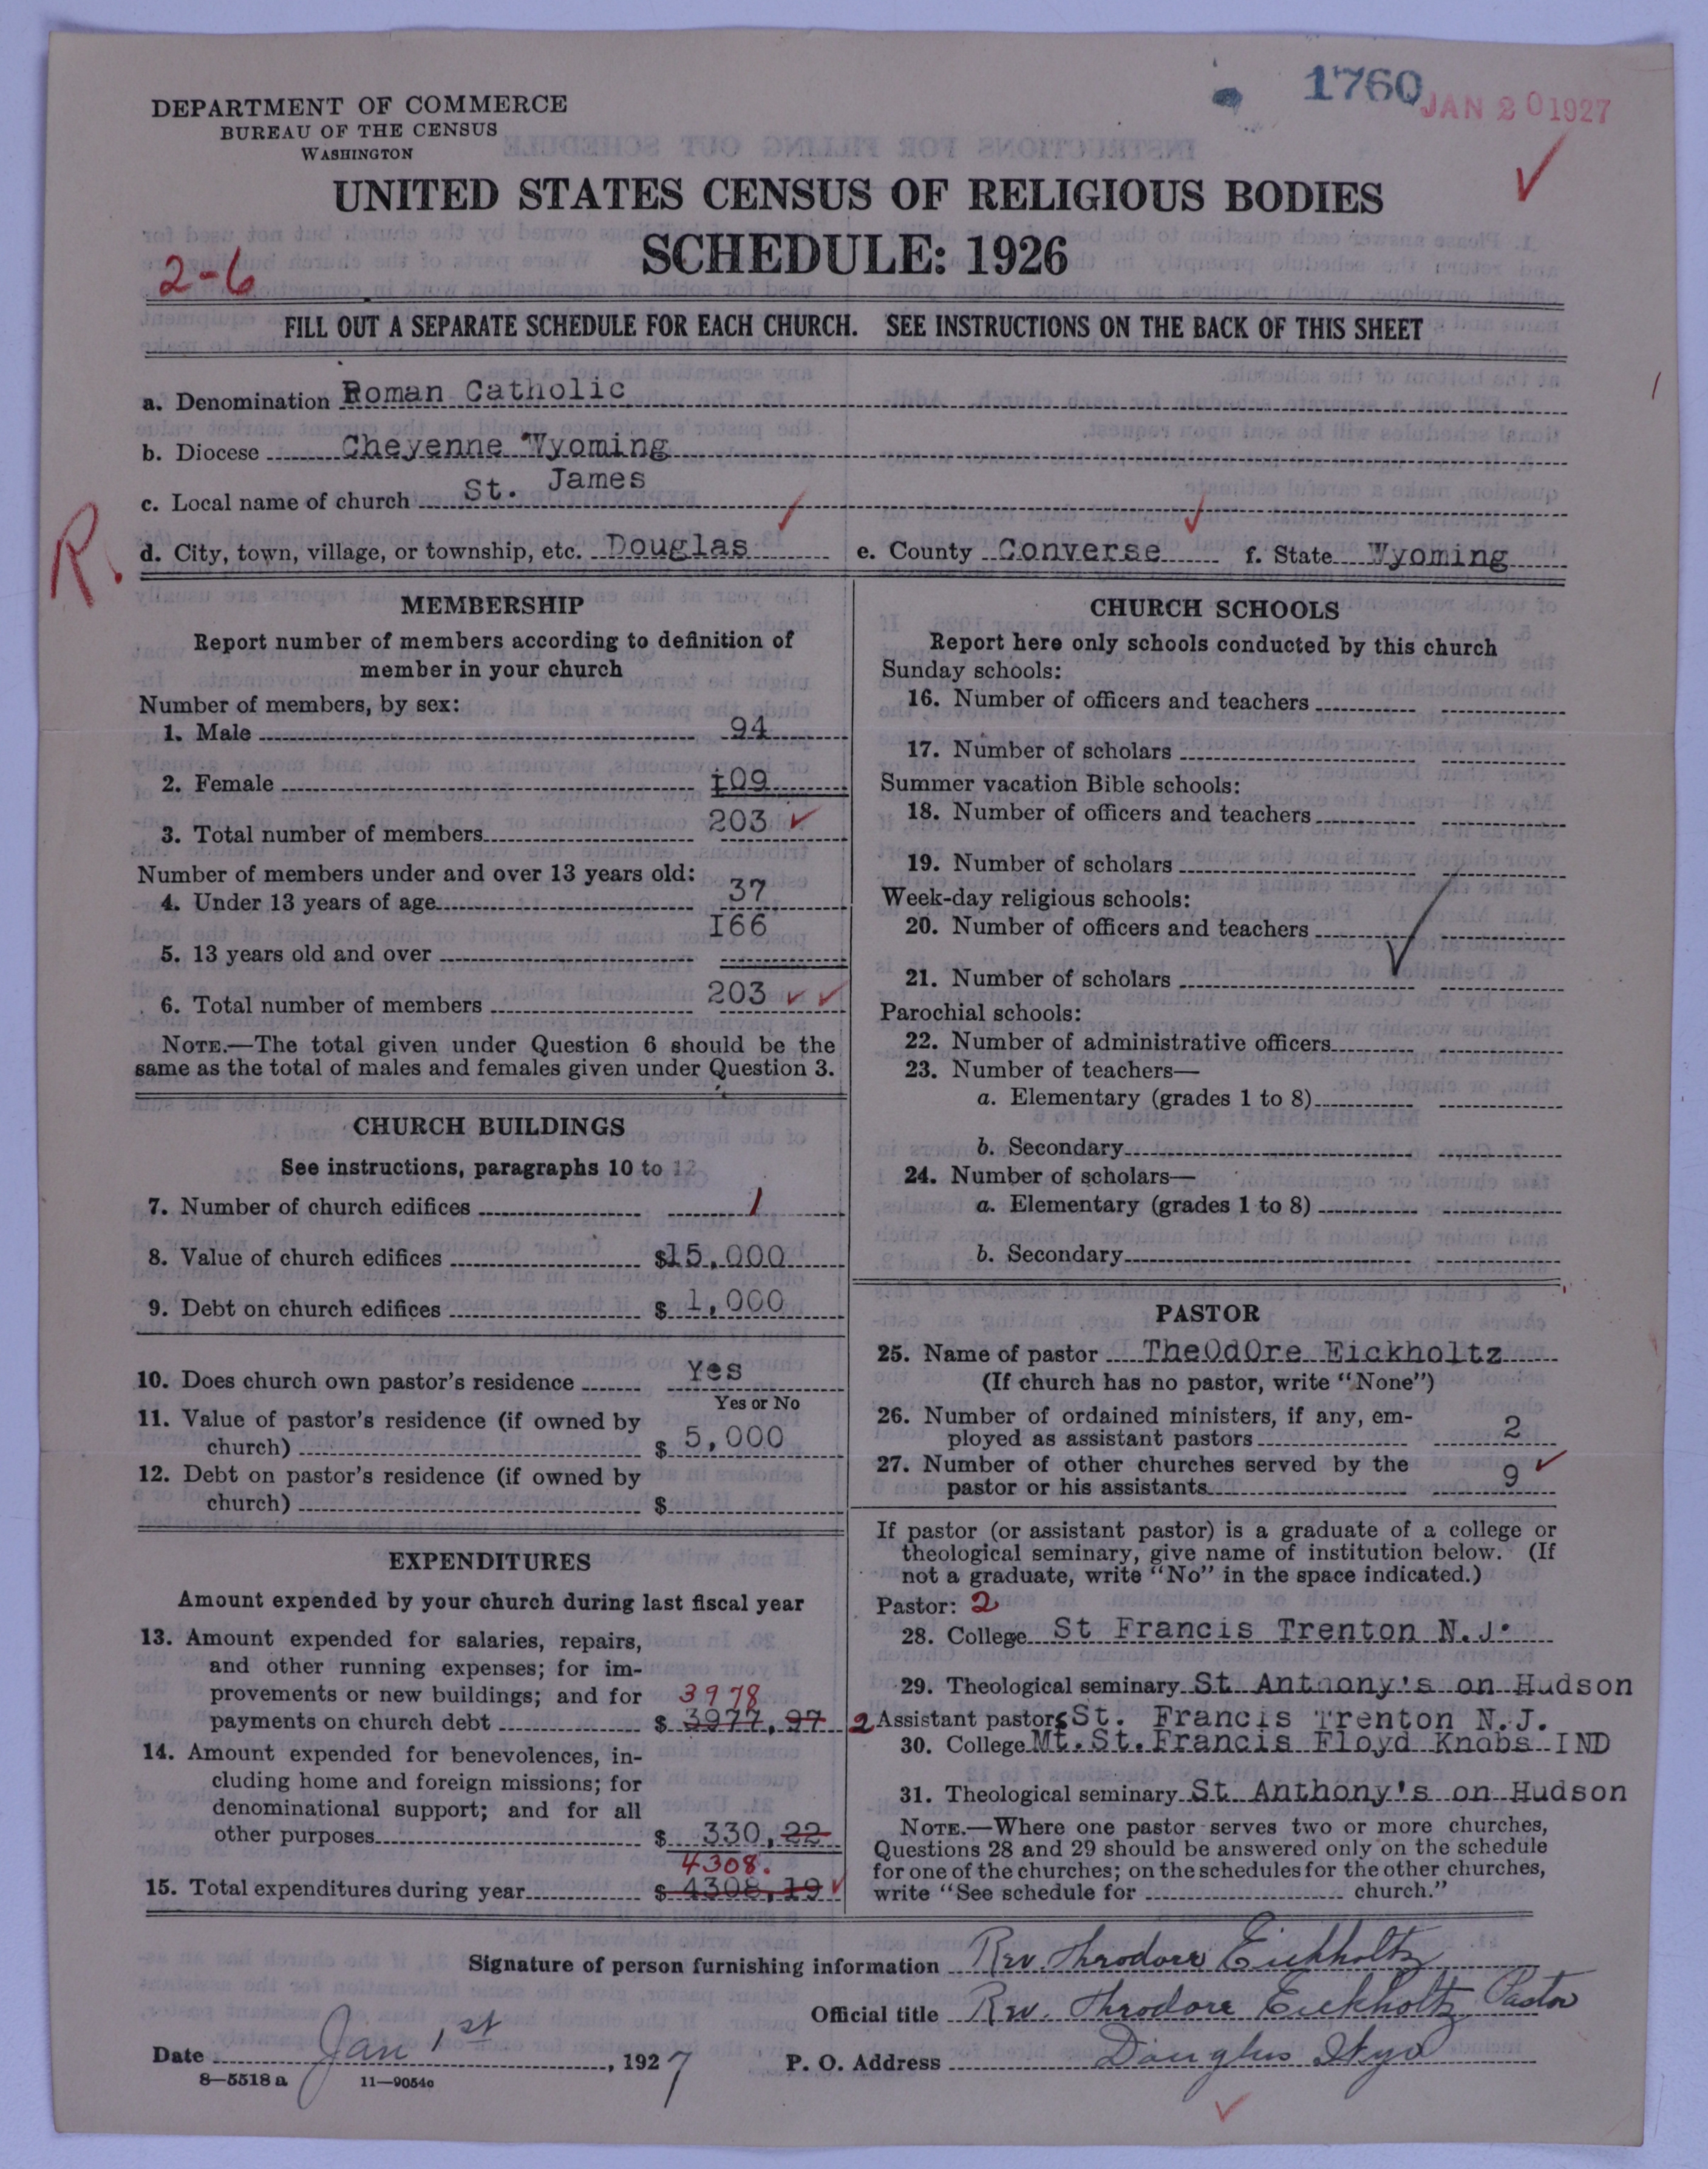 1760 JAN 20 1927
DEPARTMENT OF COMMERCE
BUREAU OF THE CENSUS
WASHINGTON
UNITED STATES CENSUS OF RELIGIOUS BODIES
SCHEDULE: 1926
2-6
FILL OUT A SEPARATE SCHEDULE FOR EACH CHURCH. SEE INSTRUCTIONS ON THE BACK OF THIS SHEET
a. Denomination Roman Catholic
b. Diocese Cheyenne Wyoming
c. Local name of church St. James
R.
d. City, town, village, or township, etc. Douglas e. County Converse f. State Wyoming
MEMBERSHIP
Report number of members according to definition of
member in your church
Number of members, by sex:
1. Male 94
2. Female 109
3. Total number of members 203
Number of members under and over 13 years old:
4. Under 13 years of age 37
5. 13 years old and over 166
6. Total number of members 203
NOTE.—The total given under Question 6 should be the
same as the total of males and females given under Question 3.
CHURCH BUILDINGS
See instructions, paragraphs 10 to 12
7. Number of church edifices 1
8. Value of church edifices $15,000
9. Debt on church edifices $ 1,000
10. Does church own pastor's residence Yes
Yes or No
11. Value of pastor's residence (if owned by
church) $ 5,000
12. Debt on pastor's residence (if owned by
church) $
EXPENDITURES
Amount expended by your church during last fiscal year
13. Amount expended for salaries, repairs,
and other running expenses; for im-
provements or new buildings; and for 3978
payments on church debt $ 3977,97
14. Amount expended for benevolences, in-
cluding home and foreign missions; for
denominational support; and for all
other purposes $ 330,22
4308.
15. Total expenditures during year $ 4308,19
CHURCH SCHOOLS
Report here only schools conducted by this church
Sunday schools:
16. Number of officers and teachers
17. Number of scholars
Summer vacation Bible schools:
18. Number of officers and teachers
19. Number of scholars
Week-day religious schools:
20. Number of officers and teachers
21. Number of scholars
Parochial schools:
22. Number of administrative officers
23. Number of teachers—
a. Elementary (grades 1 to 8)
b. Secondary
24. Number of scholars—
a. Elementary (grades 1 to 8)
b. Secondary
PASTOR
25. Name of pastor TheOdOre Eickholtz
(If church has no pastor, write "None")
26. Number of ordained ministers, if any, em-
ployed as assistant pastors 2
27. Number of other churches served by the
pastor or his assistants 9
If pastor (or assistant pastor) is a graduate of a college or
theological seminary, give name of institution below. (If
not a graduate, write "No" in the space indicated.)
Pastor: 2
28. College St Francis Trenton N.J.
29. Theological seminary St Anthony's on Hudson
2 Assistant pastors St. Francis Trenton N.J.
30. College Mt.St.Francis Floyd Knobs IND
31. Theological seminary St Anthony's on Hudson
NOTE.—Where one pastor serves two or more churches,
Questions 28 and 29 should be answered only on the schedule
for one of the churches; on the schedules for the other churches,
write "See schedule for church."
Signature of person furnishing information Rev. Theodore Eickholtz
Official title Rev. Theodore Eickholtz Pastor
Date Jan 1st, 1927 P. O. Address Douglas Wyo
8—5518a 11—9054c